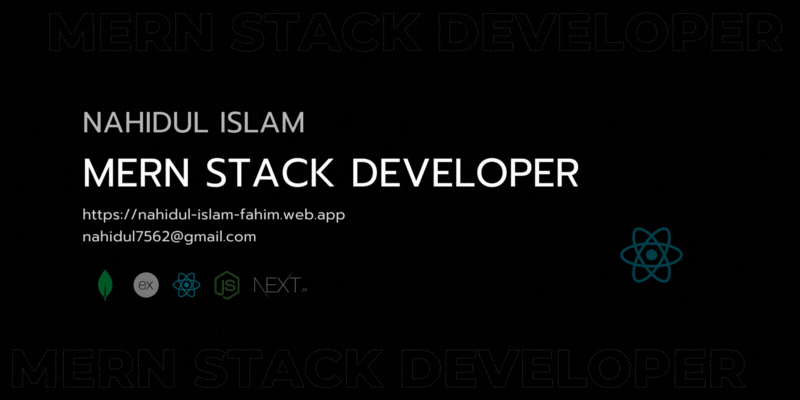 MERN STACK DEVELOPER
NAHIDUL ISLAM
MERN STACK DEVELOPER
https://nahidul-islam-fahim.web.app
nahidul7562@gmail.com
ex JS NEXT.JS
MERN STACK DEVELOPER